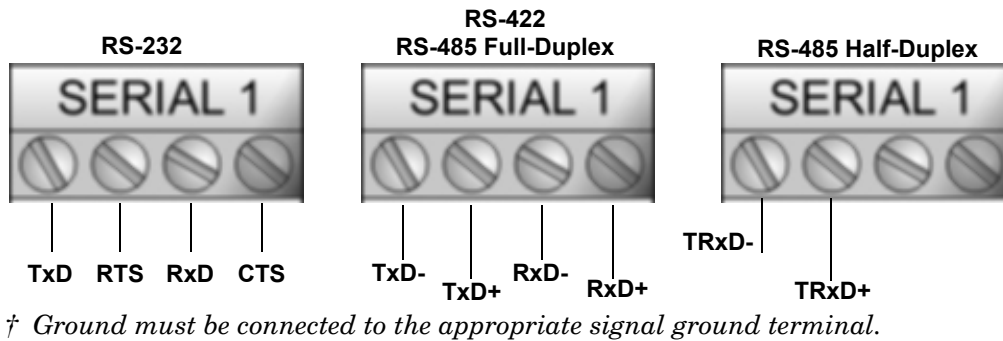 RS-232
SERIAL 1
TxD RTS RxD CTS
RS-422
RS-485 Full-Duplex
SERIAL 1
TxD- TxD+ RxD- RxD+
RS-485 Half-Duplex
SERIAL 1
TRxD-
TRxD+
† Ground must be connected to the appropriate signal ground terminal.